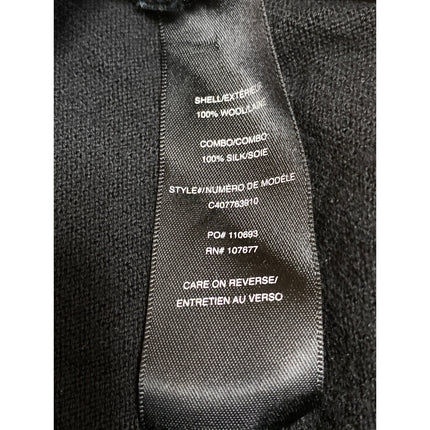 SHELL/EXTÉRIEUR
100% WOOL/LAINE
COMBO/COMBO
100% SILK/SOIE
STYLE#/NUMÉRO DE MODÈLE
C407763910
PO# 110693
RN# 107677
CARE ON REVERSE/
ENTRETIEN AU VERSO